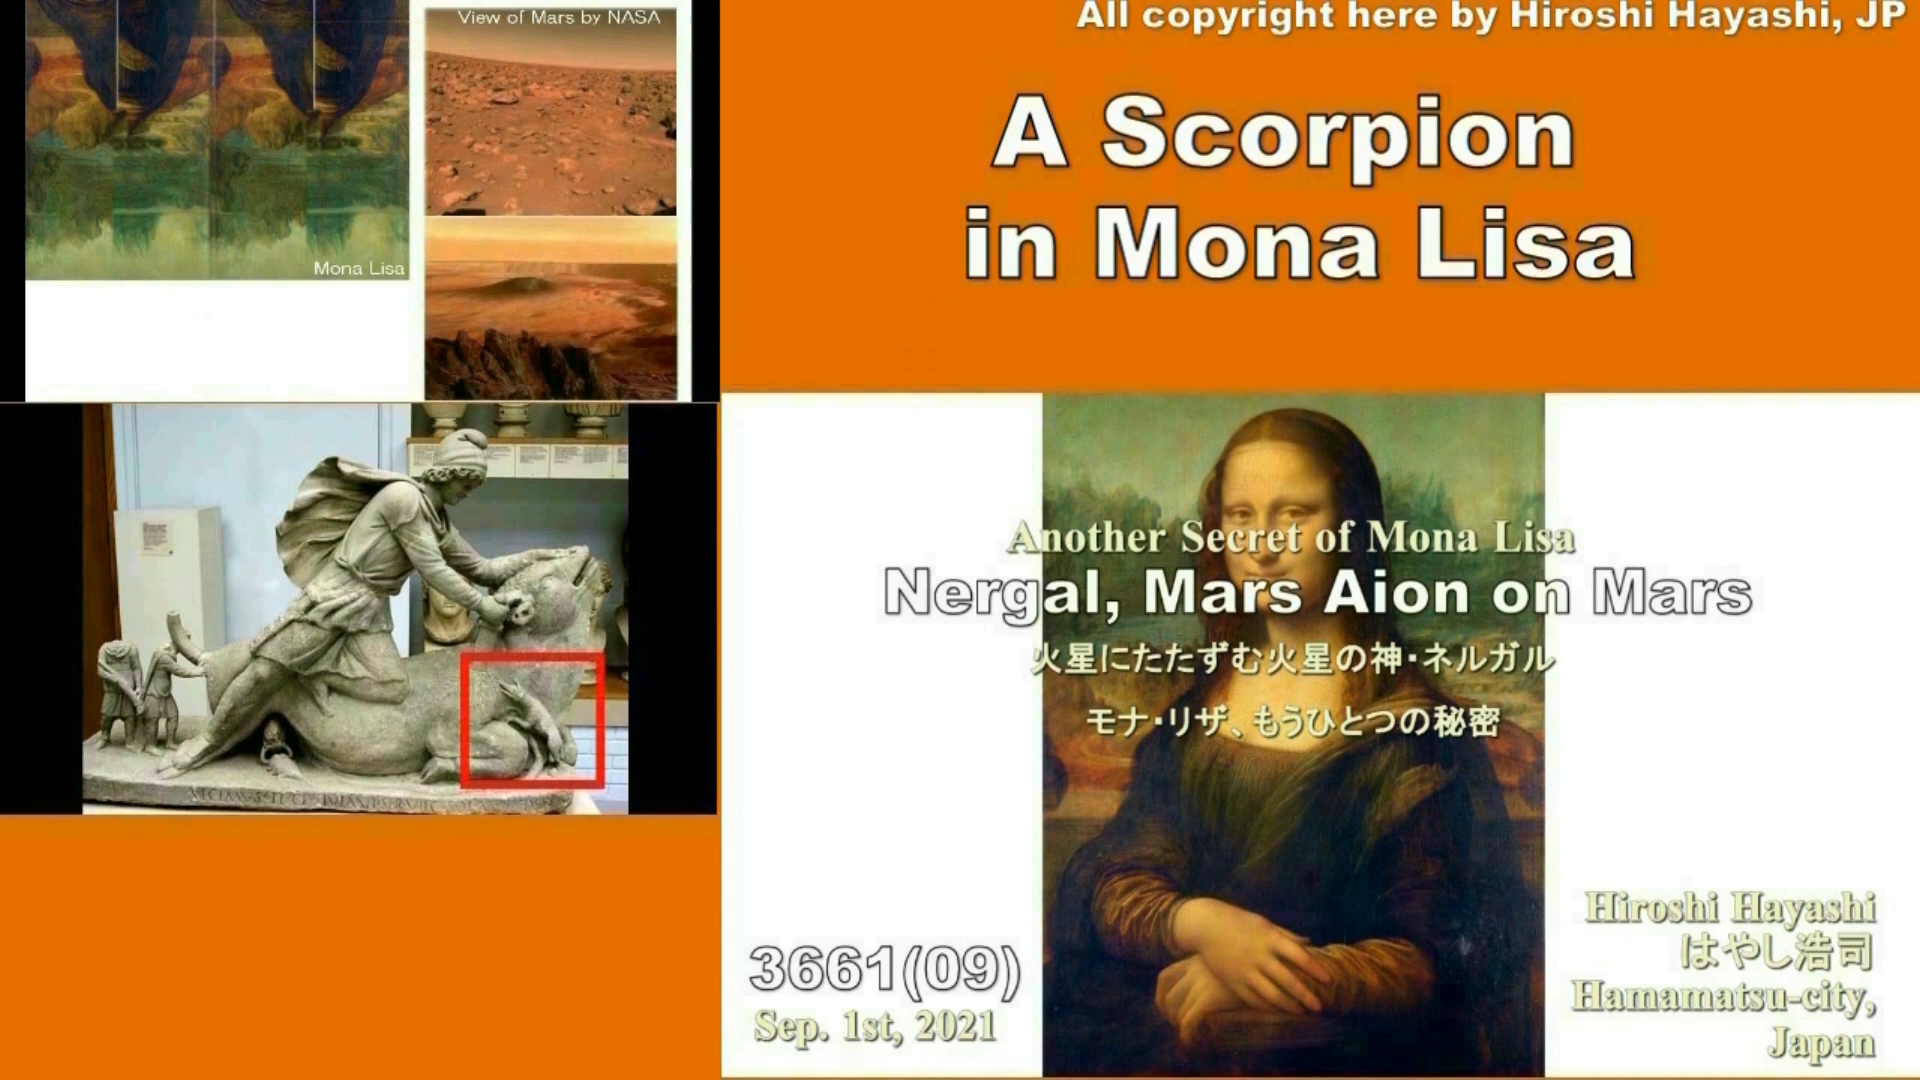 View of Mars by NASA
Mona Lisa
All copyright here by Hiroshi Hayashi, JP
A Scorpion
in Mona Lisa
Another Secret of Mona Lisa
Nergal, Mars Aion on Mars
火星にたたずむ火星の神・ネルガル
モナ・リザ、もうひとつの秘密
3661(09)
Sep. 1st, 2021
Hiroshi Hayashi
はやし浩司
Hamamatsu-city,
Japan